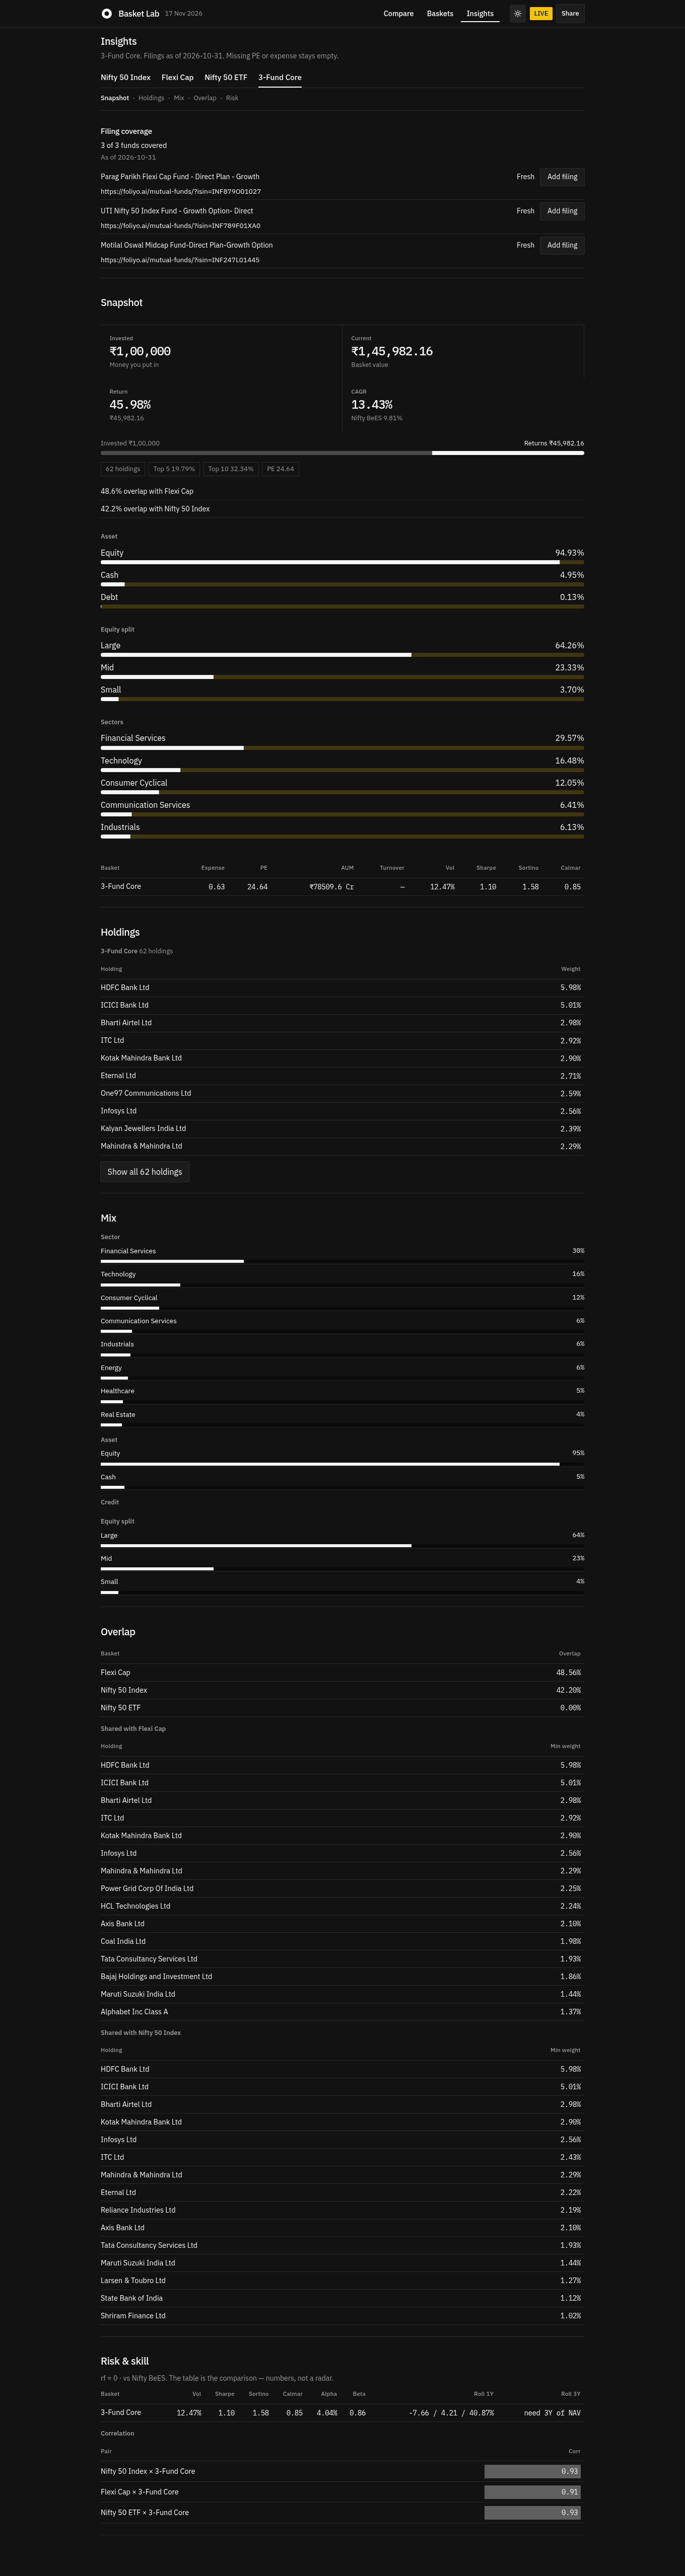 Basket Lab 17 Nov 2026 Compare Baskets Insights LIVE Share
Insights
3-Fund Core. Filings as of 2026-10-31. Missing PE or expense stays empty.
Nifty 50 Index Flexi Cap Nifty 50 ETF 3-Fund Core
Snapshot · Holdings · Mix · Overlap · Risk
Filing coverage
3 of 3 funds covered
As of 2026-10-31
Parag Parikh Flexi Cap Fund - Direct Plan - Growth Fresh Add filing
https://foliyo.ai/mutual-funds/?isin=INF879O01027
UTI Nifty 50 Index Fund - Growth Option- Direct Fresh Add filing
https://foliyo.ai/mutual-funds/?isin=INF789F01XA0
Motilal Oswal Midcap Fund-Direct Plan-Growth Option Fresh Add filing
https://foliyo.ai/mutual-funds/?isin=INF247L01445
Snapshot
Invested Current
₹1,00,000 ₹1,45,982.16
Money you put in Basket value
Return CAGR
45.98% 13.43%
₹45,982.16 Nifty BeES 9.81%
Invested ₹1,00,000 Returns ₹45,982.16
62 holdings Top 5 19.79% Top 10 32.34% PE 24.64
48.6% overlap with Flexi Cap
42.2% overlap with Nifty 50 Index
Asset
Equity 94.93%
Cash 4.95%
Debt 0.13%
Equity split
Large 64.26%
Mid 23.33%
Small 3.70%
Sectors
Financial Services 29.57%
Technology 16.48%
Consumer Cyclical 12.05%
Communication Services 6.41%
Industrials 6.13%
Basket Expense PE AUM Turnover Vol Sharpe Sortino Calmar
3-Fund Core 0.63 24.64 ₹78509.6 Cr — 12.47% 1.10 1.58 0.85
Holdings
3-Fund Core 62 holdings
Holding Weight
HDFC Bank Ltd 5.98%
ICICI Bank Ltd 5.01%
Bharti Airtel Ltd 2.98%
ITC Ltd 2.92%
Kotak Mahindra Bank Ltd 2.90%
Eternal Ltd 2.71%
One97 Communications Ltd 2.59%
Infosys Ltd 2.56%
Kalyan Jewellers India Ltd 2.39%
Mahindra & Mahindra Ltd 2.29%
Show all 62 holdings
Mix
Sector
Financial Services 30%
Technology 16%
Consumer Cyclical 12%
Communication Services 6%
Industrials 6%
Energy 6%
Healthcare 5%
Real Estate 4%
Asset
Equity 95%
Cash 5%
Credit
Equity split
Large 64%
Mid 23%
Small 4%
Overlap
Basket Overlap
Flexi Cap 48.56%
Nifty 50 Index 42.20%
Nifty 50 ETF 0.00%
Shared with Flexi Cap
Holding Min weight
HDFC Bank Ltd 5.98%
ICICI Bank Ltd 5.01%
Bharti Airtel Ltd 2.98%
ITC Ltd 2.92%
Kotak Mahindra Bank Ltd 2.90%
Infosys Ltd 2.56%
Mahindra & Mahindra Ltd 2.29%
Power Grid Corp Of India Ltd 2.25%
HCL Technologies Ltd 2.24%
Axis Bank Ltd 2.10%
Coal India Ltd 1.98%
Tata Consultancy Services Ltd 1.93%
Bajaj Holdings and Investment Ltd 1.86%
Maruti Suzuki India Ltd 1.44%
Alphabet Inc Class A 1.37%
Shared with Nifty 50 Index
Holding Min weight
HDFC Bank Ltd 5.98%
ICICI Bank Ltd 5.01%
Bharti Airtel Ltd 2.98%
Kotak Mahindra Bank Ltd 2.90%
Infosys Ltd 2.56%
ITC Ltd 2.43%
Mahindra & Mahindra Ltd 2.29%
Eternal Ltd 2.22%
Reliance Industries Ltd 2.19%
Axis Bank Ltd 2.10%
Tata Consultancy Services Ltd 1.93%
Maruti Suzuki India Ltd 1.44%
Larsen & Toubro Ltd 1.27%
State Bank of India 1.12%
Shriram Finance Ltd 1.02%
Risk & skill
rf = 0 · vs Nifty BeES. The table is the comparison — numbers, not a radar.
Basket Vol Sharpe Sortino Calmar Alpha Beta Roll 1Y Roll 3Y
3-Fund Core 12.47% 1.10 1.58 0.85 4.04% 0.86 -7.66 / 4.21 / 40.87% need 3Y of NAV
Correlation
Pair Corr
Nifty 50 Index × 3-Fund Core 0.93
Flexi Cap × 3-Fund Core 0.91
Nifty 50 ETF × 3-Fund Core 0.93